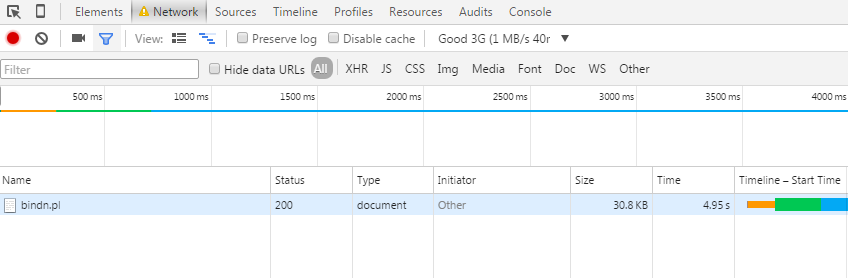 Elements Network Sources Timeline Profiles Resources Audits Console
View: Preserve log Disable cache Good 3G (1 MB/s 40r ▼
Filter Hide data URLs All XHR JS CSS Img Media Font Doc WS Other
500 ms 1000 ms 1500 ms 2000 ms 2500 ms 3000 ms 3500 ms 4000 ms
Name Status Type Initiator Size Time Timeline – Start Time
bindn.pl 200 document Other 30.8 KB 4.95 s